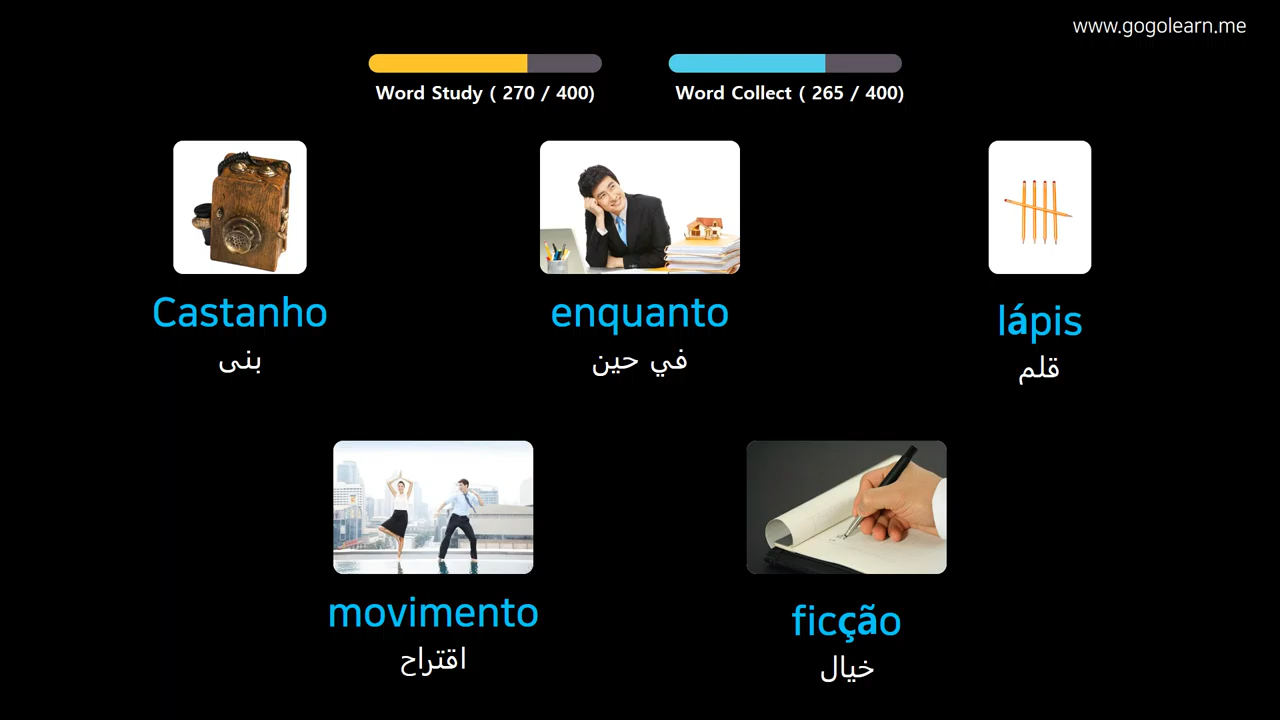 www.gogolearn.me
Word Study ( 270 / 400)
Word Collect ( 265 / 400)
Castanho
بنى
enquanto
في حين
lápis
قلم
movimento
اقتراح
ficção
خيال